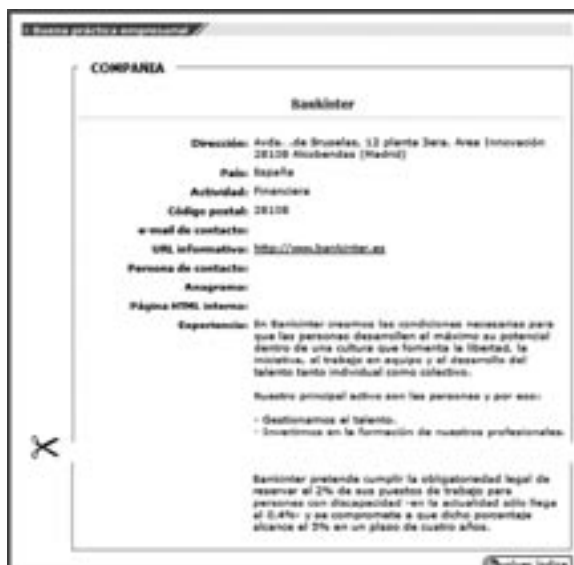 Buena práctica empresarial
COMPAÑIA
Bankinter
Dirección: Avda. .de Bruselas, 12 planta 3era. Area Innovación
28108 Alcobendas (Madrid)
País: España
Actividad: Financiera
Código postal: 28108
e-mail de contacto:
URL informativa: http://www.bankinter.es
Persona de contacto:
Anagrama:
Página HTML interna:
Experiencia: En Bankinter creamos las condiciones necesarias para
que las personas desarrollen al máximo su potencial
dentro de una cultura que fomenta la libertad, la
iniciativa, el trabajo en equipo y el desarrollo del
talento tanto individual como colectivo.
Nuestro principal activo son las personas y por eso:
- Gestionamos el talento.
- Invertimos en la formación de nuestros profesionales.
Bankinter pretende cumplir la obligatoriedad legal de
reservar el 2% de sus puestos de trabajo para
personas con discapacidad -en la actualidad sólo llega
al 0,4%- y se compromete a que dicho porcentaje
alcance el 5% en un plazo de cuatro años.
Volver índice